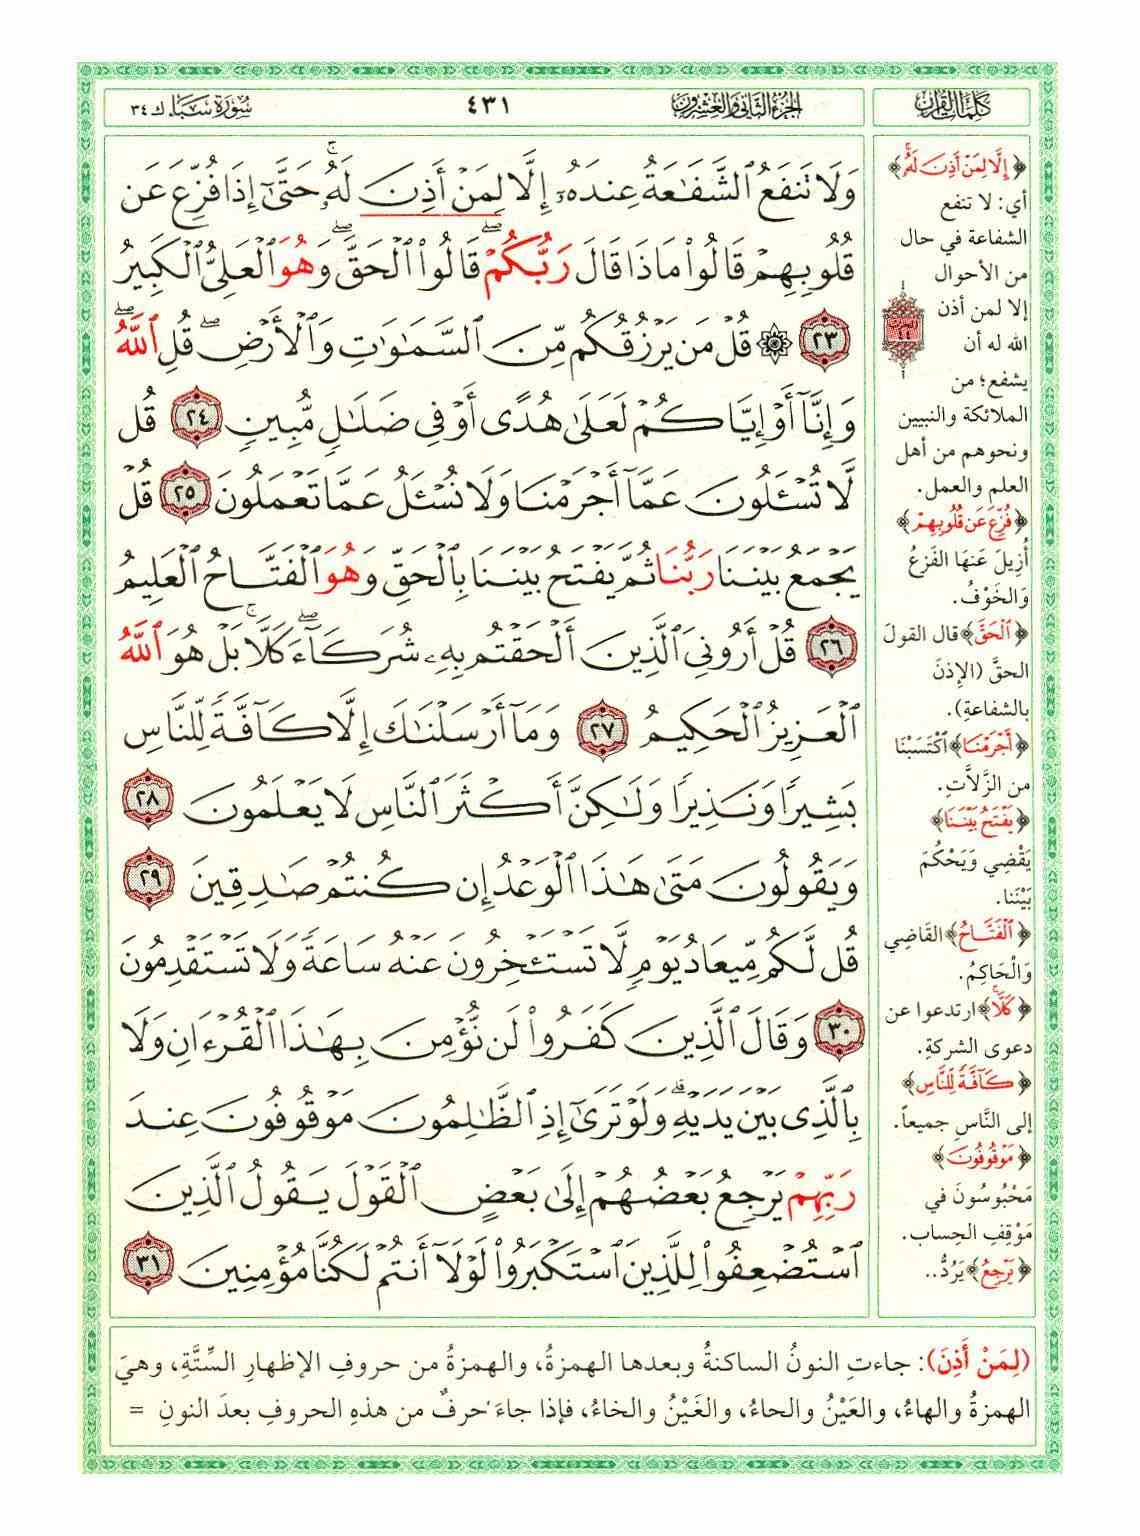 كلمات القرآن
الجزء الثاني والعشرون
٤٣١
سورة سبأ ك ٣٤
وَلَا تَنفَعُ ٱلشَّفَٰعَةُ عِندَهُۥٓ إِلَّا لِمَنْ أَذِنَ لَهُۥ ۚ حَتَّىٰٓ إِذَا فُزِّعَ عَن
قُلُوبِهِمْ قَالُوا۟ مَاذَا قَالَ رَبُّكُمْ ۖ قَالُوا۟ ٱلْحَقَّ ۖ وَهُوَ ٱلْعَلِىُّ ٱلْكَبِيرُ
٢٣ ۞ قُلْ مَن يَرْزُقُكُم مِّنَ ٱلسَّمَٰوَٰتِ وَٱلْأَرْضِ ۖ قُلِ ٱللَّهُ ۖ
وَإِنَّآ أَوْ إِيَّاكُمْ لَعَلَىٰ هُدًى أَوْ فِى ضَلَٰلٍ مُّبِينٍ ٢٤ قُل
لَّا تُسْـَٔلُونَ عَمَّآ أَجْرَمْنَا وَلَا نُسْـَٔلُ عَمَّا تَعْمَلُونَ ٢٥ قُلْ
يَجْمَعُ بَيْنَنَا رَبُّنَا ثُمَّ يَفْتَحُ بَيْنَنَا بِٱلْحَقِّ وَهُوَ ٱلْفَتَّاحُ ٱلْعَلِيمُ
٢٦ قُلْ أَرُونِىَ ٱلَّذِينَ أَلْحَقْتُم بِهِۦ شُرَكَآءَ ۖ كَلَّا ۚ بَلْ هُوَ ٱللَّهُ
ٱلْعَزِيزُ ٱلْحَكِيمُ ٢٧ وَمَآ أَرْسَلْنَٰكَ إِلَّا كَآفَّةً لِّلنَّاسِ
بَشِيرًا وَنَذِيرًا وَلَٰكِنَّ أَكْثَرَ ٱلنَّاسِ لَا يَعْلَمُونَ ٢٨
وَيَقُولُونَ مَتَىٰ هَٰذَا ٱلْوَعْدُ إِن كُنتُمْ صَٰدِقِينَ ٢٩
قُل لَّكُم مِّيعَادُ يَوْمٍ لَّا تَسْتَـْٔخِرُونَ عَنْهُ سَاعَةً وَلَا تَسْتَقْدِمُونَ
٣٠ وَقَالَ ٱلَّذِينَ كَفَرُوا۟ لَن نُّؤْمِنَ بِهَٰذَا ٱلْقُرْءَانِ وَلَا
بِٱلَّذِى بَيْنَ يَدَيْهِ ۗ وَلَوْ تَرَىٰٓ إِذِ ٱلظَّٰلِمُونَ مَوْقُوفُونَ عِندَ
رَبِّهِمْ يَرْجِعُ بَعْضُهُمْ إِلَىٰ بَعْضٍ ٱلْقَوْلَ يَقُولُ ٱلَّذِينَ
ٱسْتُضْعِفُوا۟ لِلَّذِينَ ٱسْتَكْبَرُوا۟ لَوْلَآ أَنتُمْ لَكُنَّا مُؤْمِنِينَ ٣١
﴿إِلَّا لِمَنْ أَذِنَ لَهُۥ﴾
أي: لا تنفع
الشفاعة في حال
من الأحوال
إلا لمن أذن
الله له أن
يشفع؛ من
الملائكة والنبيين
ونحوهم من أهل
العلم والعمل.
﴿فُزِّعَ عَن قُلُوبِهِمْ﴾
أُزِيلَ عَنهَا الفَزعُ
وَالخَوْفُ.
﴿ٱلْحَقَّ﴾ قال القولَ
الحقَّ (الإذنَ
بالشفاعةِ).
﴿أَجْرَمْنَا﴾ اكْتَسَبْنَا
من الزَّلاَّتِ.
﴿يَفْتَحُ بَيْنَنَا﴾
يَقْضِي وَيَحْكُمَ
بَيْنَنا.
﴿ٱلْفَتَّاحُ﴾ القَاضِي
وَالْحَاكِمُ.
﴿كَلَّا﴾ ارتدعوا عن
دعوى الشركةِ.
﴿كَآفَّةً لِّلنَّاسِ﴾
إلى النَّاسِ جميعاً.
﴿مَوْقُوفُونَ﴾
مَحْبُوسُونَ في
مَوْقِفِ الحِساب.
﴿يَرْجِعُ﴾ يَرُدُّ..
(لِمَنْ أَذِنَ): جاءتِ النونُ الساكنةُ وبعدها الهمزةُ، والهمزةُ من حروفِ الإظهارِ السِّتَّةِ، وهيَ
الهمزةُ والهاءُ، والعَيْنُ والحاءُ، والغَيْنُ والخاءُ، فإذا جاءَ حرفٌ من هذهِ الحروفِ بعدَ النونِ =